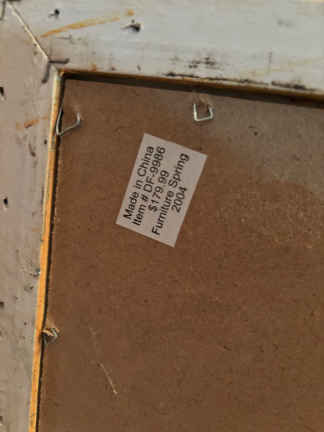 Made in China
Item # DF-9986
$179.99
Furniture Spring
2004